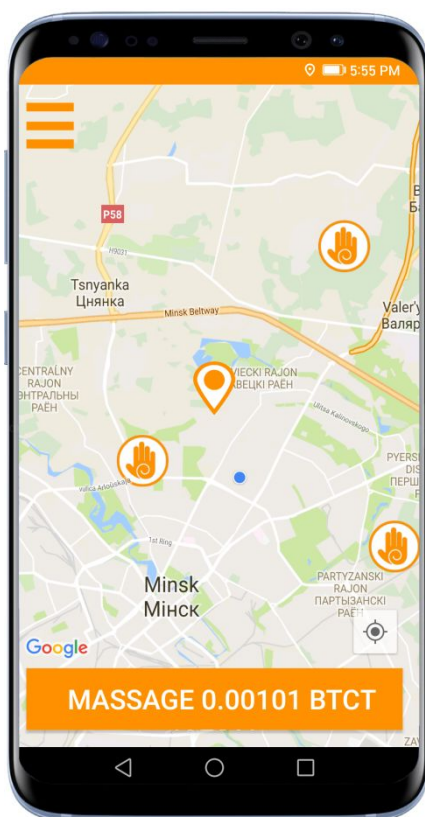 5:55 PM
P58
H9031
Tsnyanka
Цнянка
Minsk Beltway
Valer'y
Валяр
VIECKI RAJON
ВЕЦКІ РАЁН
CENTRALNY
RAJON
ЭНТРАЛЬНЫ
РАЁН
Ulitsa Kalinovskogo
vulica Arloŭskaja
PYERS
DIS
ПЕРШ
1st Ring
Minsk
Мінск
PARTYZANSKI
RAJON
ПАРТЫЗАНСКІ
РАЁН
Google
MASSAGE 0.00101 BTCT
ZA